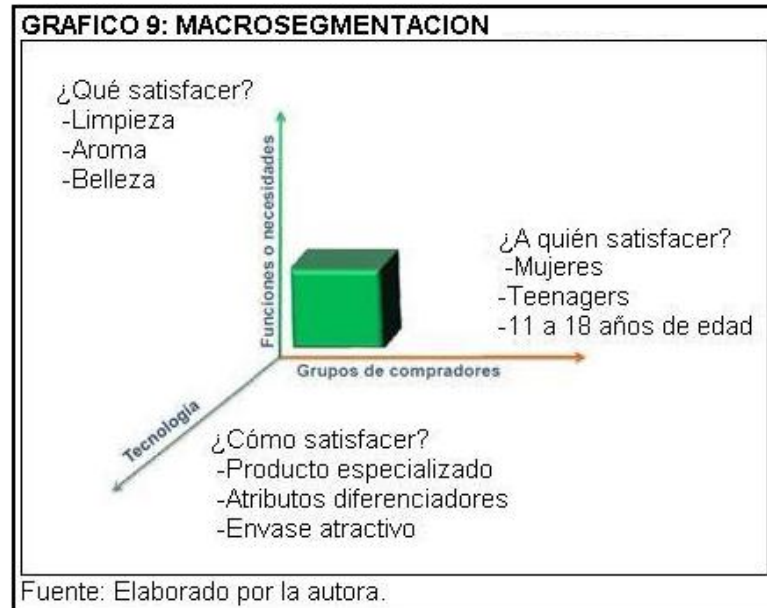 GRAFICO 9: MACROSEGMENTACION
¿Qué satisfacer?
-Limpieza
-Aroma
-Belleza
Funciones o necesidades
¿A quién satisfacer?
-Mujeres
-Teenagers
-11 a 18 años de edad
Grupos de compradores
Tecnología
¿Cómo satisfacer?
-Producto especializado
-Atributos diferenciadores
-Envase atractivo
Fuente: Elaborado por la autora.